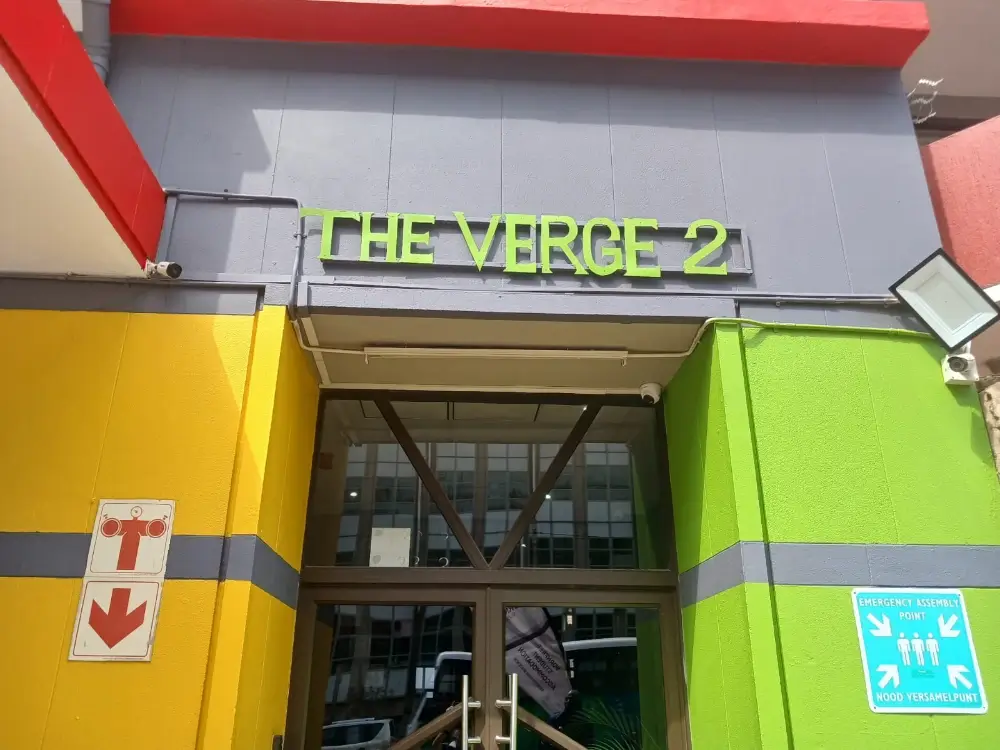 THE VERGE 2
EMERGENCY ASSEMBLY
POINT
NOOD VERSAMELPUNT